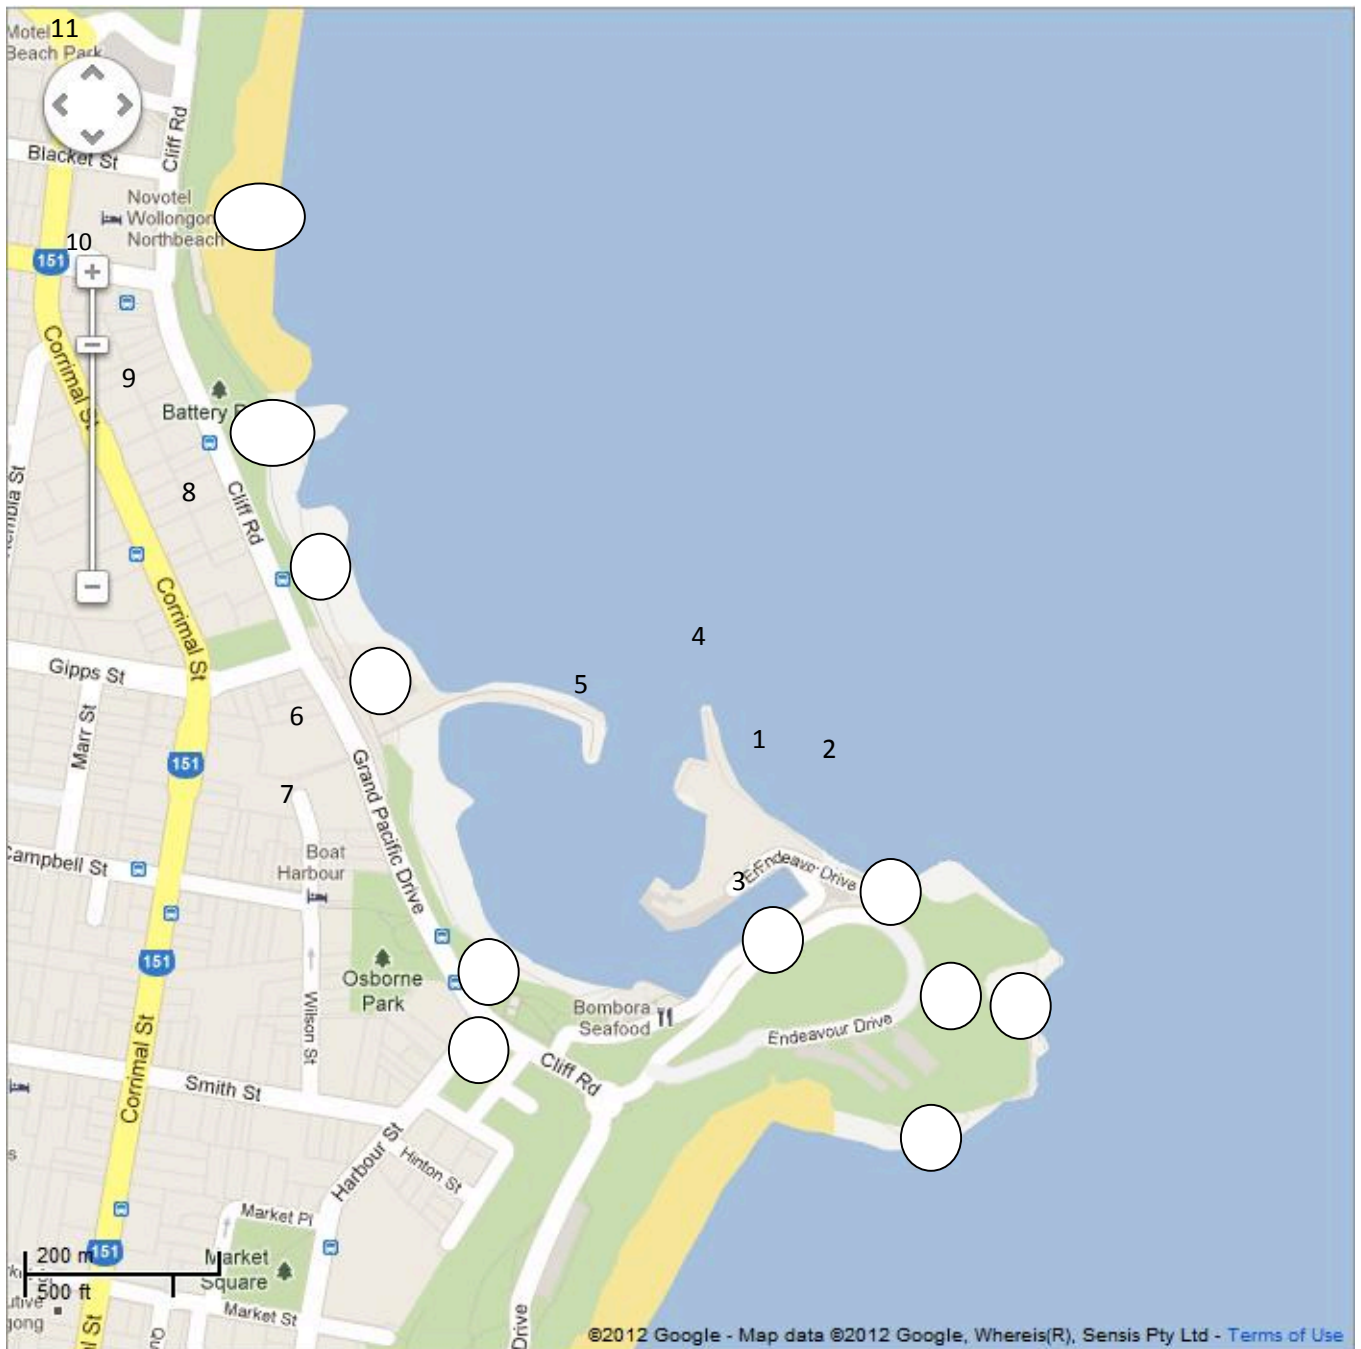 Motel
11
Beach Park
Cliff Rd
Blacket St
Novotel
Wollongon
Northbeach
10
151
Corrimal St
9
Battery P
8
Cliff Rd
Corrimal St
4
Gipps St
5
6
Marr St
1
2
151
Grand Pacific Drive
7
Boat
Harbour
Campbell St
3
Endeavo
Drive
151
Osborne
Park
Bombora
Seafood
Endeavour Drive
Wilson St
Corrimal St
Smith St
Cliff Rd
Harbour St
Hinton St
Market Pl
200 m
151
Market
Square
500 ft
Market St
l St
Drive
©2012 Google - Map data ©2012 Google, Whereis(R), Sensis Pty Ltd - Terms of Use